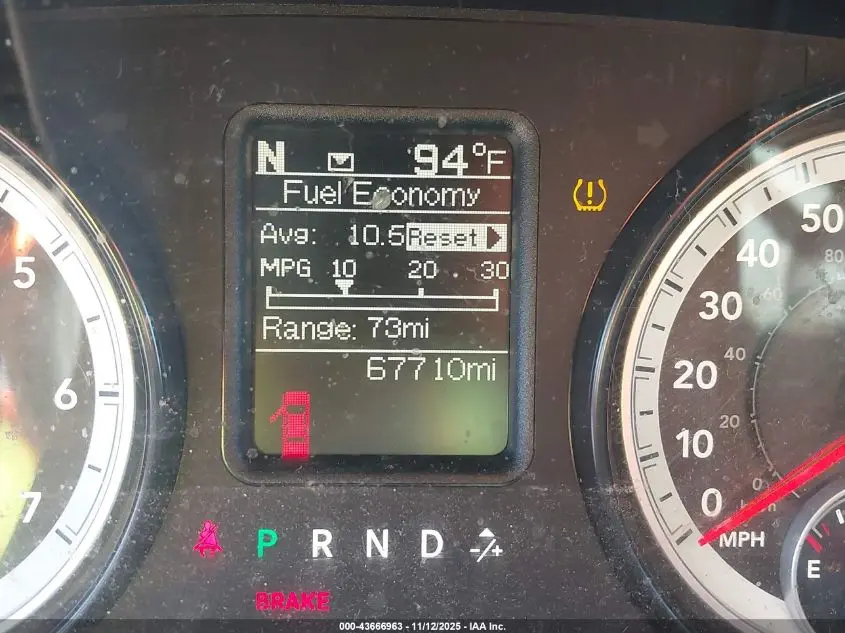 N 94°F
Fuel Economy
Avg: 10.5 Reset
MPG 10 20 30
Range: 73mi
67710mi
P R N D -/+
BRAKE
5
6
7
50
40
30
20
10
0
MPH
80
60
40
20
0
E
000-43666963 - 11/12/2025 - IAA Inc.